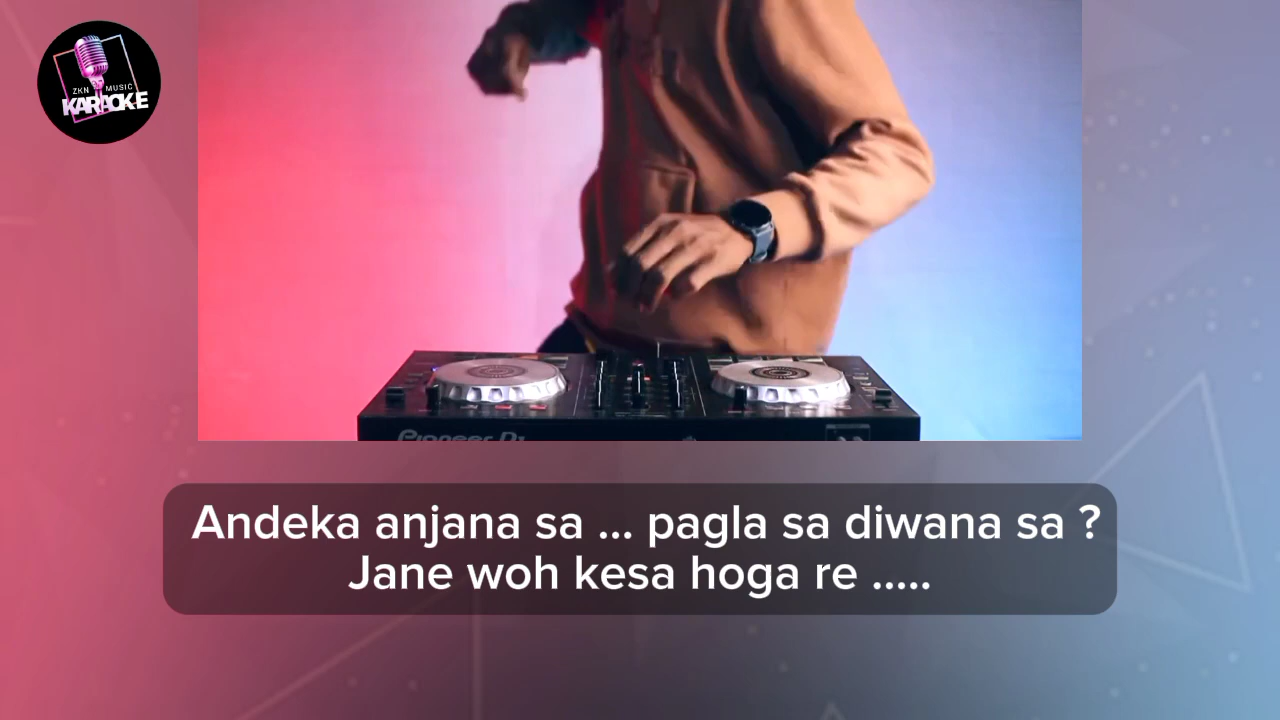 ZKN MUSIC
KARAOKE
Pioneer DJ
Andeka anjana sa ... pagla sa diwana sa ?
Jane woh kesa hoga re .....